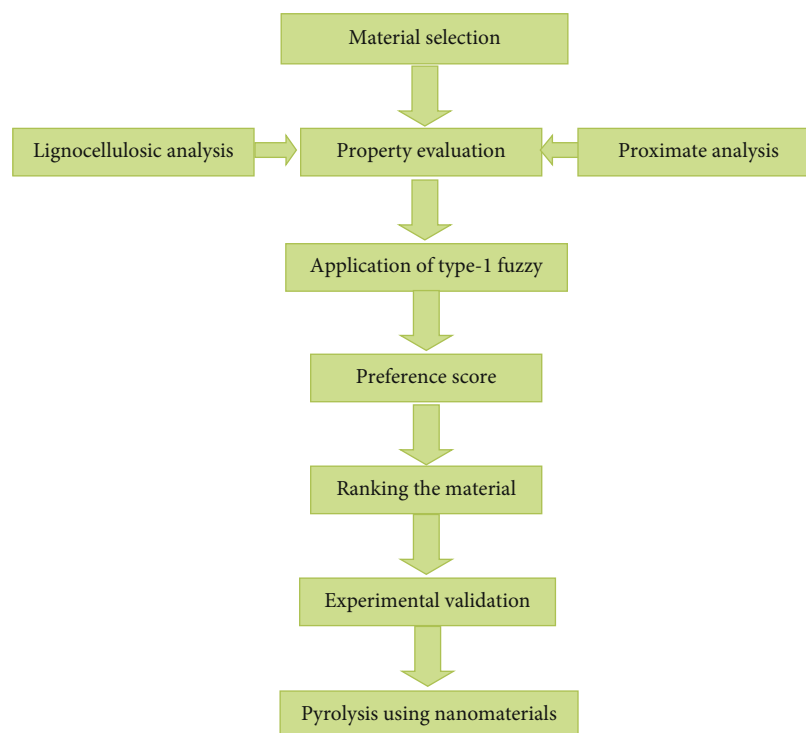 Material selection
Lignocellulosic analysis
Property evaluation
Proximate analysis
Application of type-1 fuzzy
Preference score
Ranking the material
Experimental validation
Pyrolysis using nanomaterials